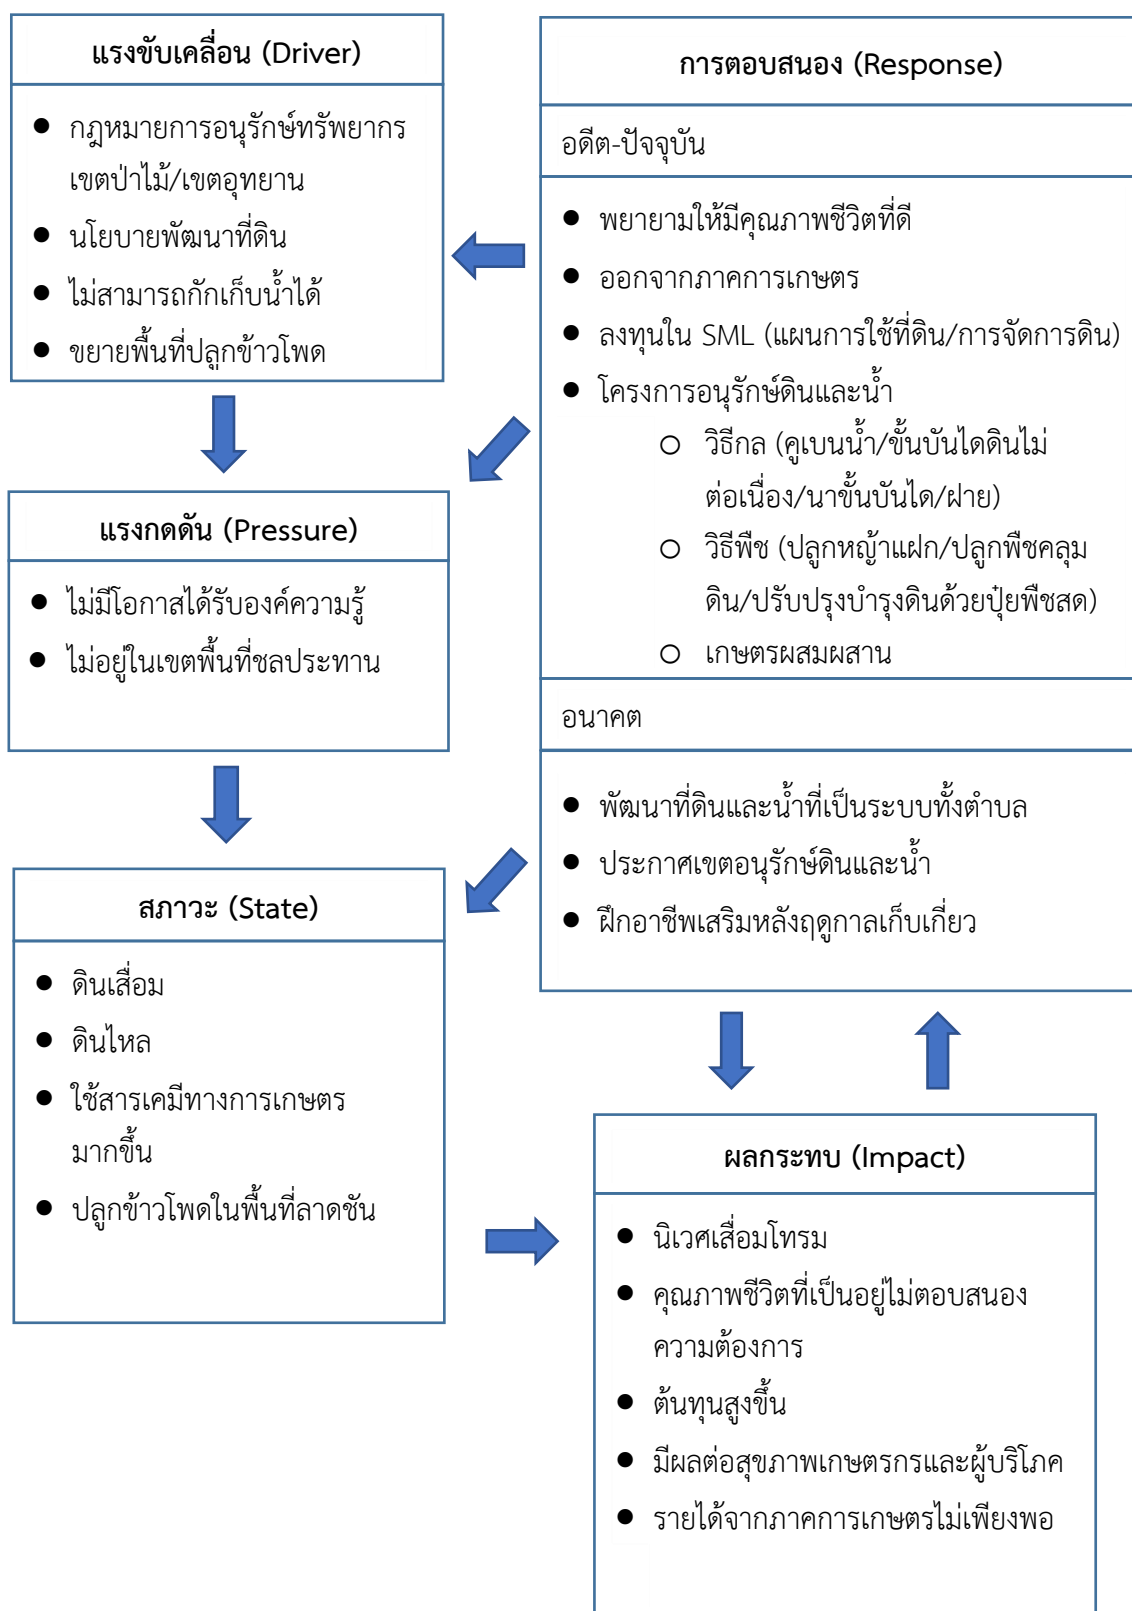 แรงขับเคลื่อน (Driver)
● กฎหมายการอนุรักษ์ทรัพยากร
เขตป่าไม้/เขตอุทยาน
● นโยบายพัฒนาที่ดิน
● ไม่สามารถกักเก็บน้ำได้
● ขยายพื้นที่ปลูกข้าวโพด
แรงกดดัน (Pressure)
● ไม่มีโอกาสได้รับองค์ความรู้
● ไม่อยู่ในเขตพื้นที่ชลประทาน
สภาวะ (State)
● ดินเสื่อม
● ดินไหล
● ใช้สารเคมีทางการเกษตร
มากขึ้น
● ปลูกข้าวโพดในพื้นที่ลาดชัน
การตอบสนอง (Response)
อดีต-ปัจจุบัน
● พยายามให้มีคุณภาพชีวิตที่ดี
● ออกจากภาคการเกษตร
● ลงทุนใน SML (แผนการใช้ที่ดิน/การจัดการดิน)
● โครงการอนุรักษ์ดินและน้ำ
o วิธีกล (คูเบนน้ำ/ขั้นบันไดดินไม่
ต่อเนื่อง/นาขั้นบันได/ฝาย)
o วิธีพืช (ปลูกหญ้าแฝก/ปลูกพืชคลุม
ดิน/ปรับปรุงบำรุงดินด้วยปุ๋ยพืชสด)
o เกษตรผสมผสาน
อนาคต
● พัฒนาที่ดินและน้ำที่เป็นระบบทั้งตำบล
● ประกาศเขตอนุรักษ์ดินและน้ำ
● ฝึกอาชีพเสริมหลังฤดูกาลเก็บเกี่ยว
ผลกระทบ (Impact)
● นิเวศเสื่อมโทรม
● คุณภาพชีวิตที่เป็นอยู่ไม่ตอบสนอง
ความต้องการ
● ต้นทุนสูงขึ้น
● มีผลต่อสุขภาพเกษตรกรและผู้บริโภค
● รายได้จากภาคการเกษตรไม่เพียงพอ